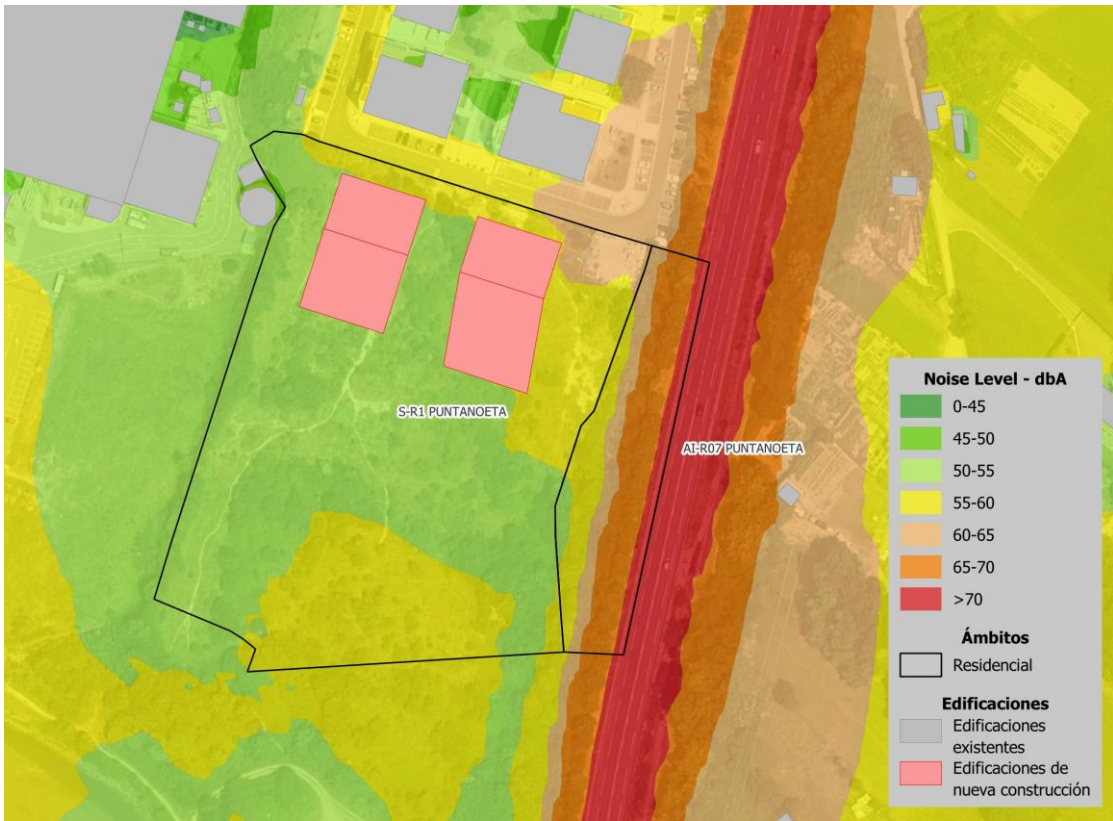 S-R1 PUNTANOETA
AI-R07 PUNTANOETA
Noise Level - dbA
0-45
45-50
50-55
55-60
60-65
65-70
>70
Ámbitos
Residencial
Edificaciones
Edificaciones
existentes
Edificaciones de
nueva construcción